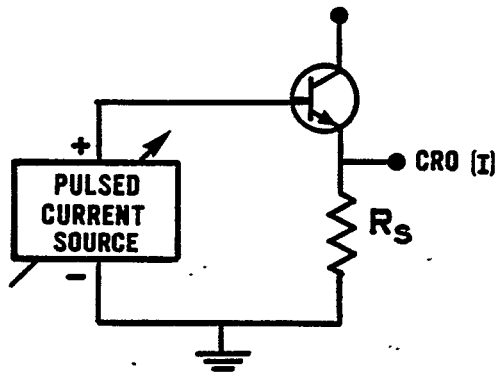 +
PULSED
CURRENT
SOURCE
−
CRO (I)
RS